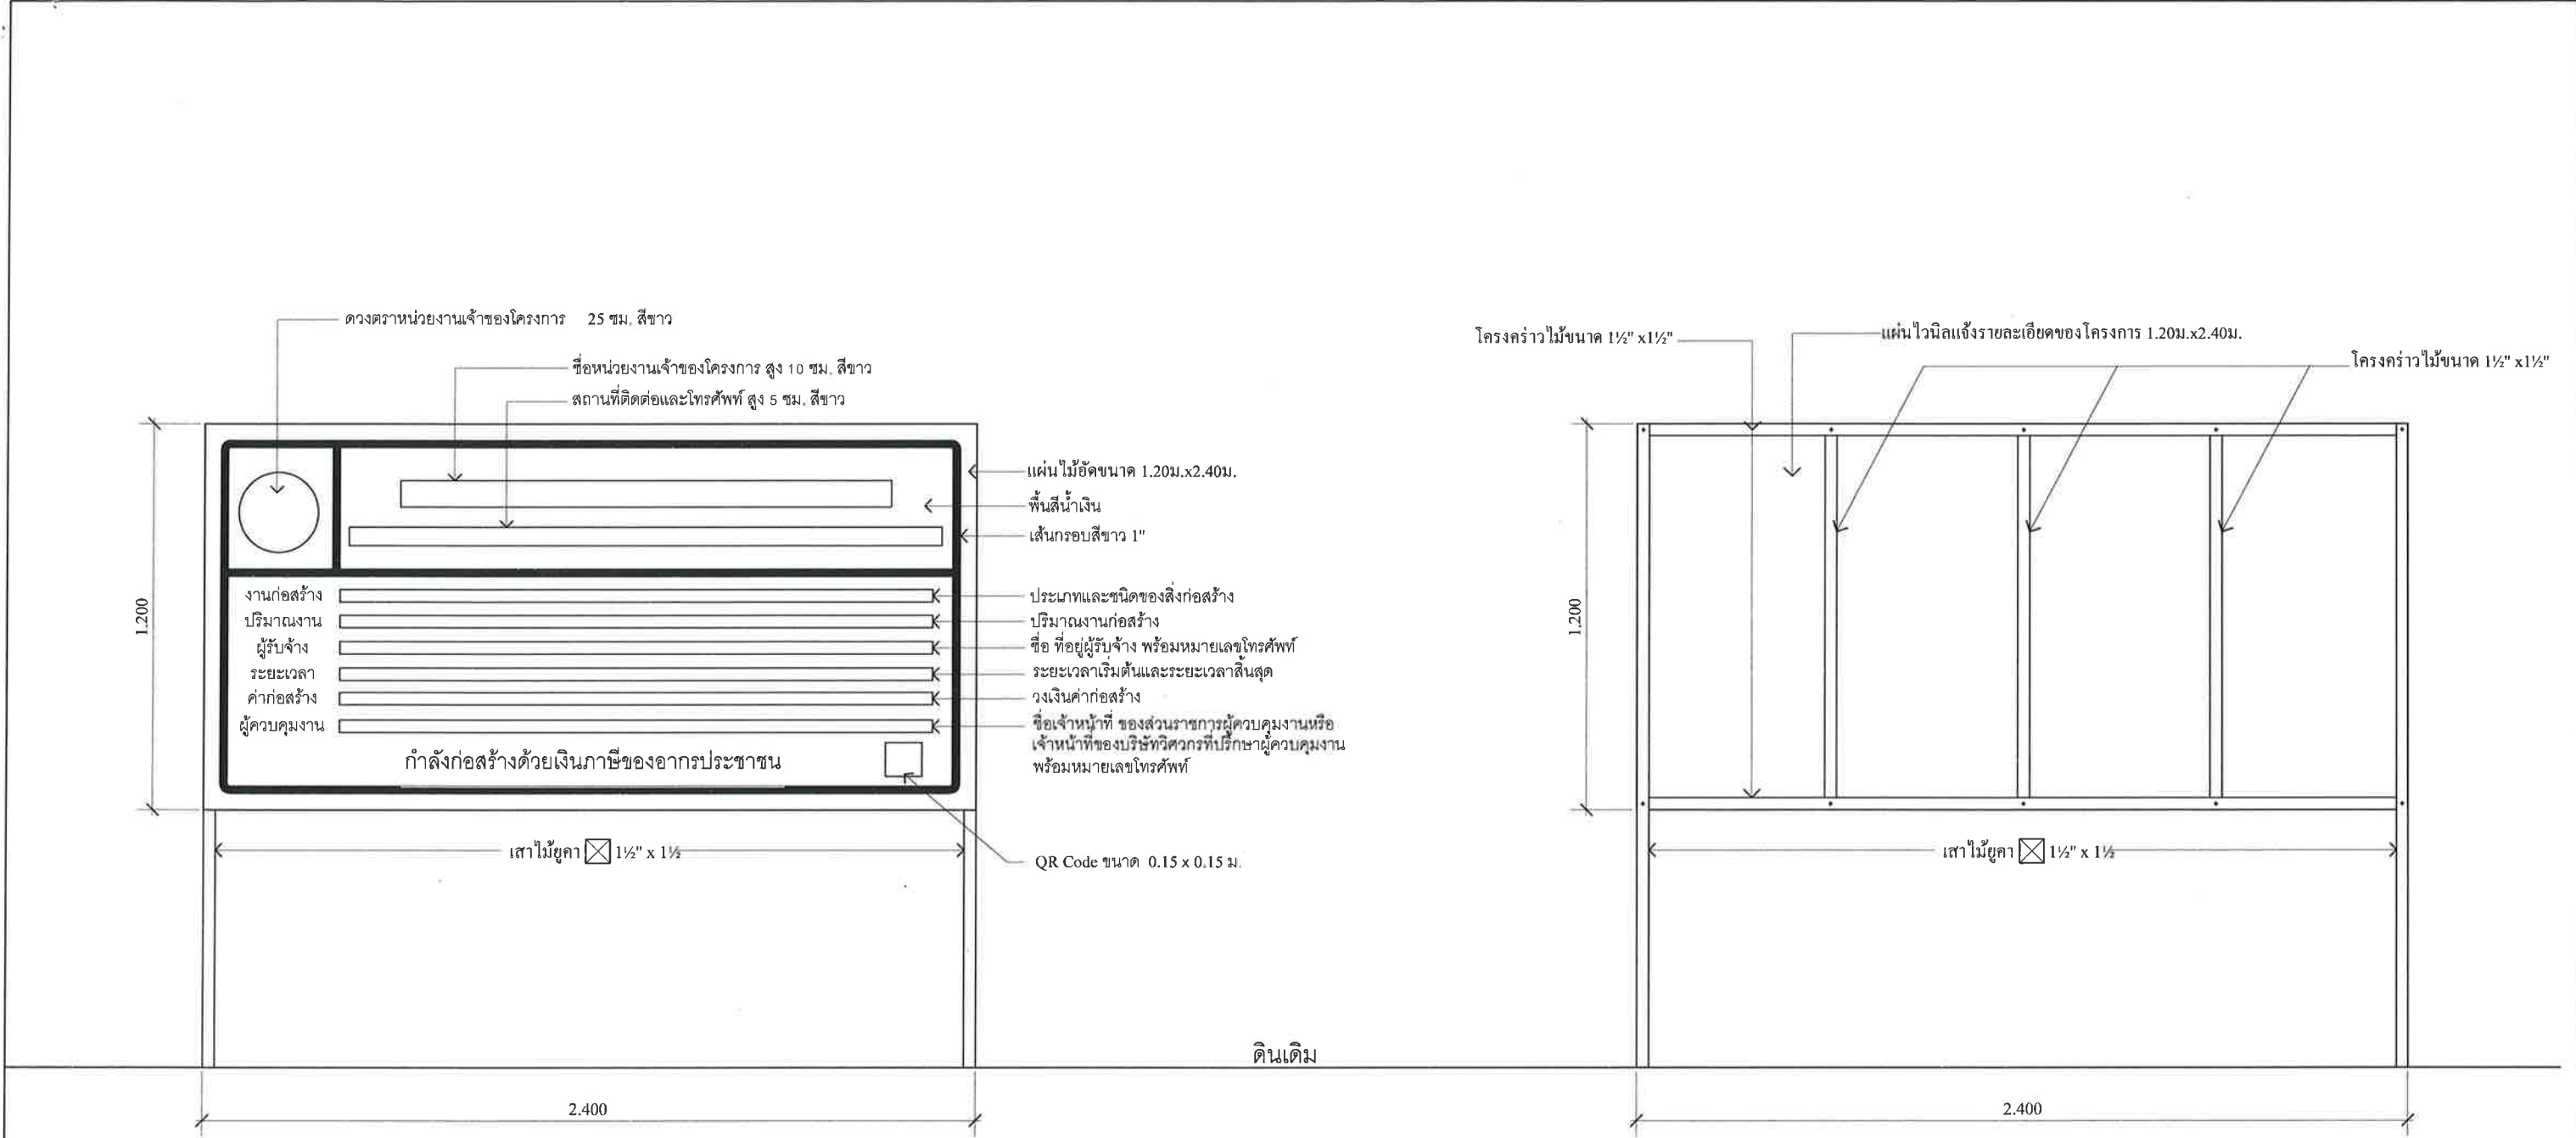 ดวงตราหน่วยงานเจ้าของโครงการ 25 ซม. สีขาว
ชื่อหน่วยงานเจ้าของโครงการ สูง 10 ซม. สีขาว
สถานที่ติดต่อและโทรศัพท์ สูง 5 ซม. สีขาว
แผ่นไม้อัดขนาด 1.20ม.x2.40ม.
พื้นสีน้ำเงิน
เส้นกรอบสีขาว 1"
1.200
งานก่อสร้าง
ปริมาณงาน
ผู้รับจ้าง
ระยะเวลา
ค่าก่อสร้าง
ผู้ควบคุมงาน
ประเภทและชนิดของสิ่งก่อสร้าง
ปริมาณงานก่อสร้าง
ชื่อ ที่อยู่ผู้รับจ้าง พร้อมหมายเลขโทรศัพท์
ระยะเวลาเริ่มต้นและระยะเวลาสิ้นสุด
วงเงินค่าก่อสร้าง
ชื่อเจ้าหน้าที่ ของส่วนราชการผู้ควบคุมงานหรือ
เจ้าหน้าที่ของบริษัทวิศวกรที่ปรึกษาผู้ควบคุมงาน
พร้อมหมายเลขโทรศัพท์
กำลังก่อสร้างด้วยเงินภาษีของอากรประชาชน
เสาไม้ยูคา 1½" x 1½
QR Code ขนาด 0.15 x 0.15 ม.
2.400
ดินเดิม
โครงคร่าวไม้ขนาด 1½" x1½"
แผ่นไวนิลแจ้งรายละเอียดของโครงการ 1.20ม.x2.40ม.
โครงคร่าวไม้ขนาด 1½" x1½"
1.200
เสาไม้ยูคา 1½" x 1½
2.400